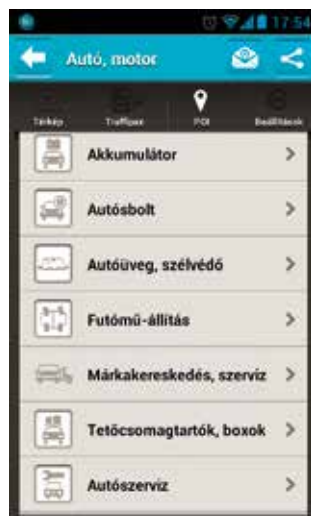 17:54
Autó, motor
Térkép Traffipax POI Beállítások
Akkumulátor
Autósbolt
Autóüveg, szélvédő
Futómű-állítás
Márkakereskedés, szerviz
Tetőcsomagtartók, boxok
Autószerviz